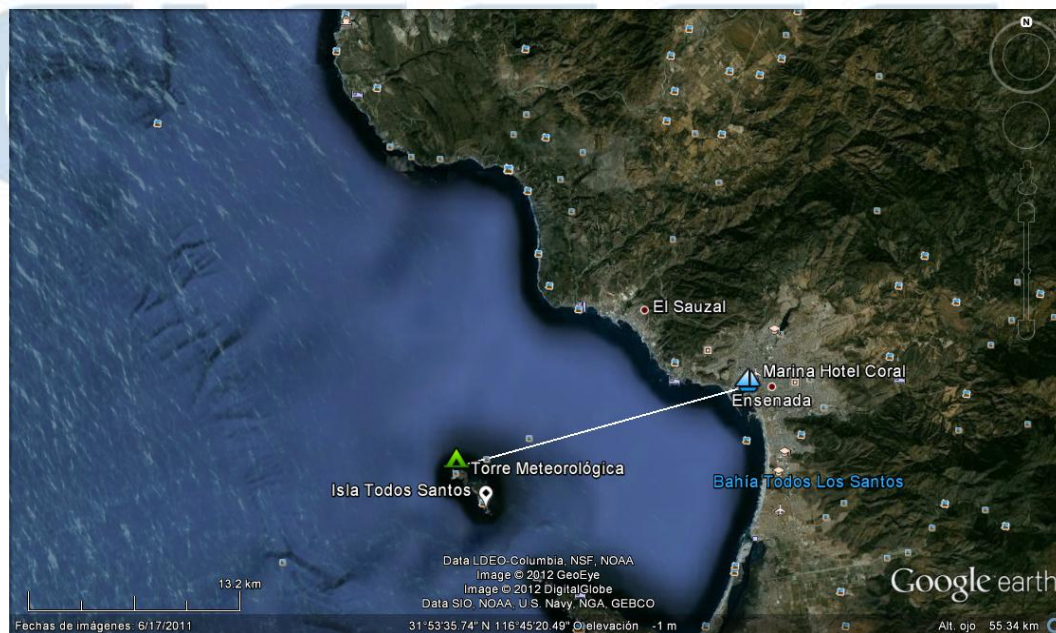 N
El Sauzal
Marina Hotel Coral
Ensenada
Torre Meteorológica
Isla Todos Santos
Bahía Todos Los Santos
Data LDEO-Columbia, NSF, NOAA
Image © 2012 GeoEye
Image © 2012 DigitalGlobe
Data SIO, NOAA, U.S. Navy, NGA, GEBCO
13.2 km
Google earth
Fechas de imágenes: 6/17/2011
31°53'35.74" N 116°45'20.49" O elevación -1 m
Alt. ojo 55.34 km